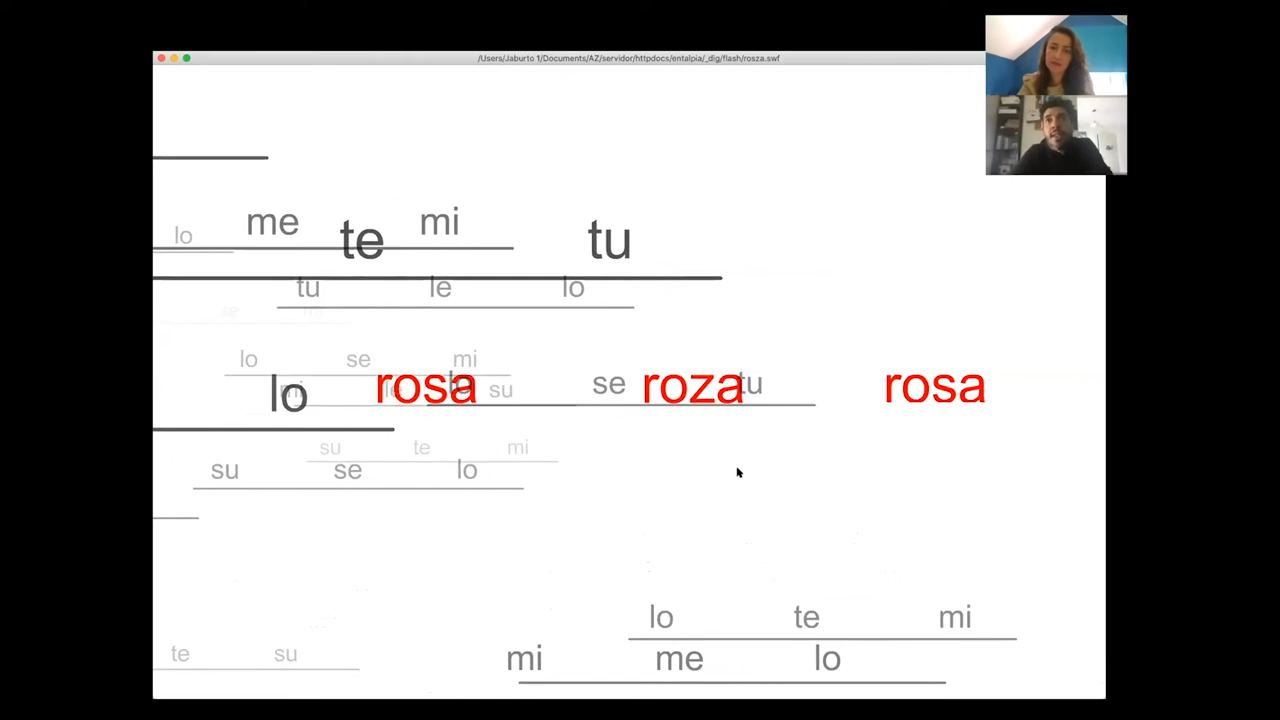 /Users/Jaburto 1/Documents/AZ/servidor/httpdocs/entalpia/_dig/flash/rosza.swf
lo me te mi tu
tu le lo
lo se mi
lo rosa se roza tu rosa
mi le su
su te mi
su se lo
lo te mi
te su
mi me lo